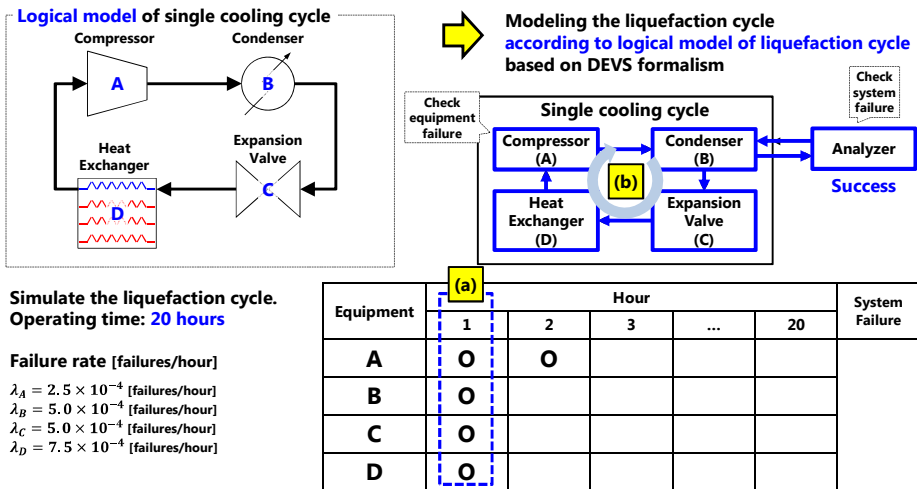 Logical model of single cooling cycle
Compressor
Condenser
A
B
Heat
Exchanger
Expansion
Valve
C
D
Modeling the liquefaction cycle
according to logical model of liquefaction cycle
based on DEVS formalism
Check
equipment
failure
Single cooling cycle
Check
system
failure
Compressor
(A)
Condenser
(B)
Analyzer
Success
(b)
Heat
Exchanger
(D)
Expansion
Valve
(C)
Simulate the liquefaction cycle.
Operating time: 20 hours
Failure rate [failures/hour]
λ_A = 2.5 × 10⁻⁴ [failures/hour]
λ_B = 5.0 × 10⁻⁴ [failures/hour]
λ_C = 5.0 × 10⁻⁴ [failures/hour]
λ_D = 7.5 × 10⁻⁴ [failures/hour]
(a)
Equipment Hour System Failure
1 2 3 ... 20
A O O
B O
C O
D O